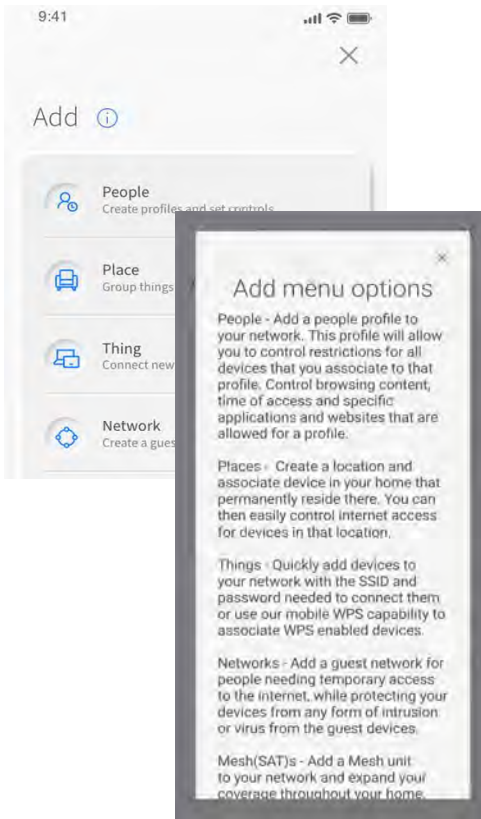 9:41
Add
People
Create profiles and set controls
Place
Group things
Thing
Connect new
Network
Create a gues
Add menu options
People - Add a people profile to
your network. This profile will allow
you to control restrictions for all
devices that you associate to that
profile. Control browsing content,
time of access and specific
applications and websites that are
allowed for a profile.
Places - Create a location and
associate device in your home that
permanently reside there. You can
then easily control internet access
for devices in that location.
Things - Quickly add devices to
your network with the SSID and
password needed to connect them
or use our mobile WPS capability to
associate WPS enabled devices.
Networks - Add a guest network for
people needing temporary access
to the internet, while protecting your
devices from any form of intrusion
or virus from the guest devices.
Mesh(SAT)s - Add a Mesh unit
to your network and expand your
coverage throughout your home.